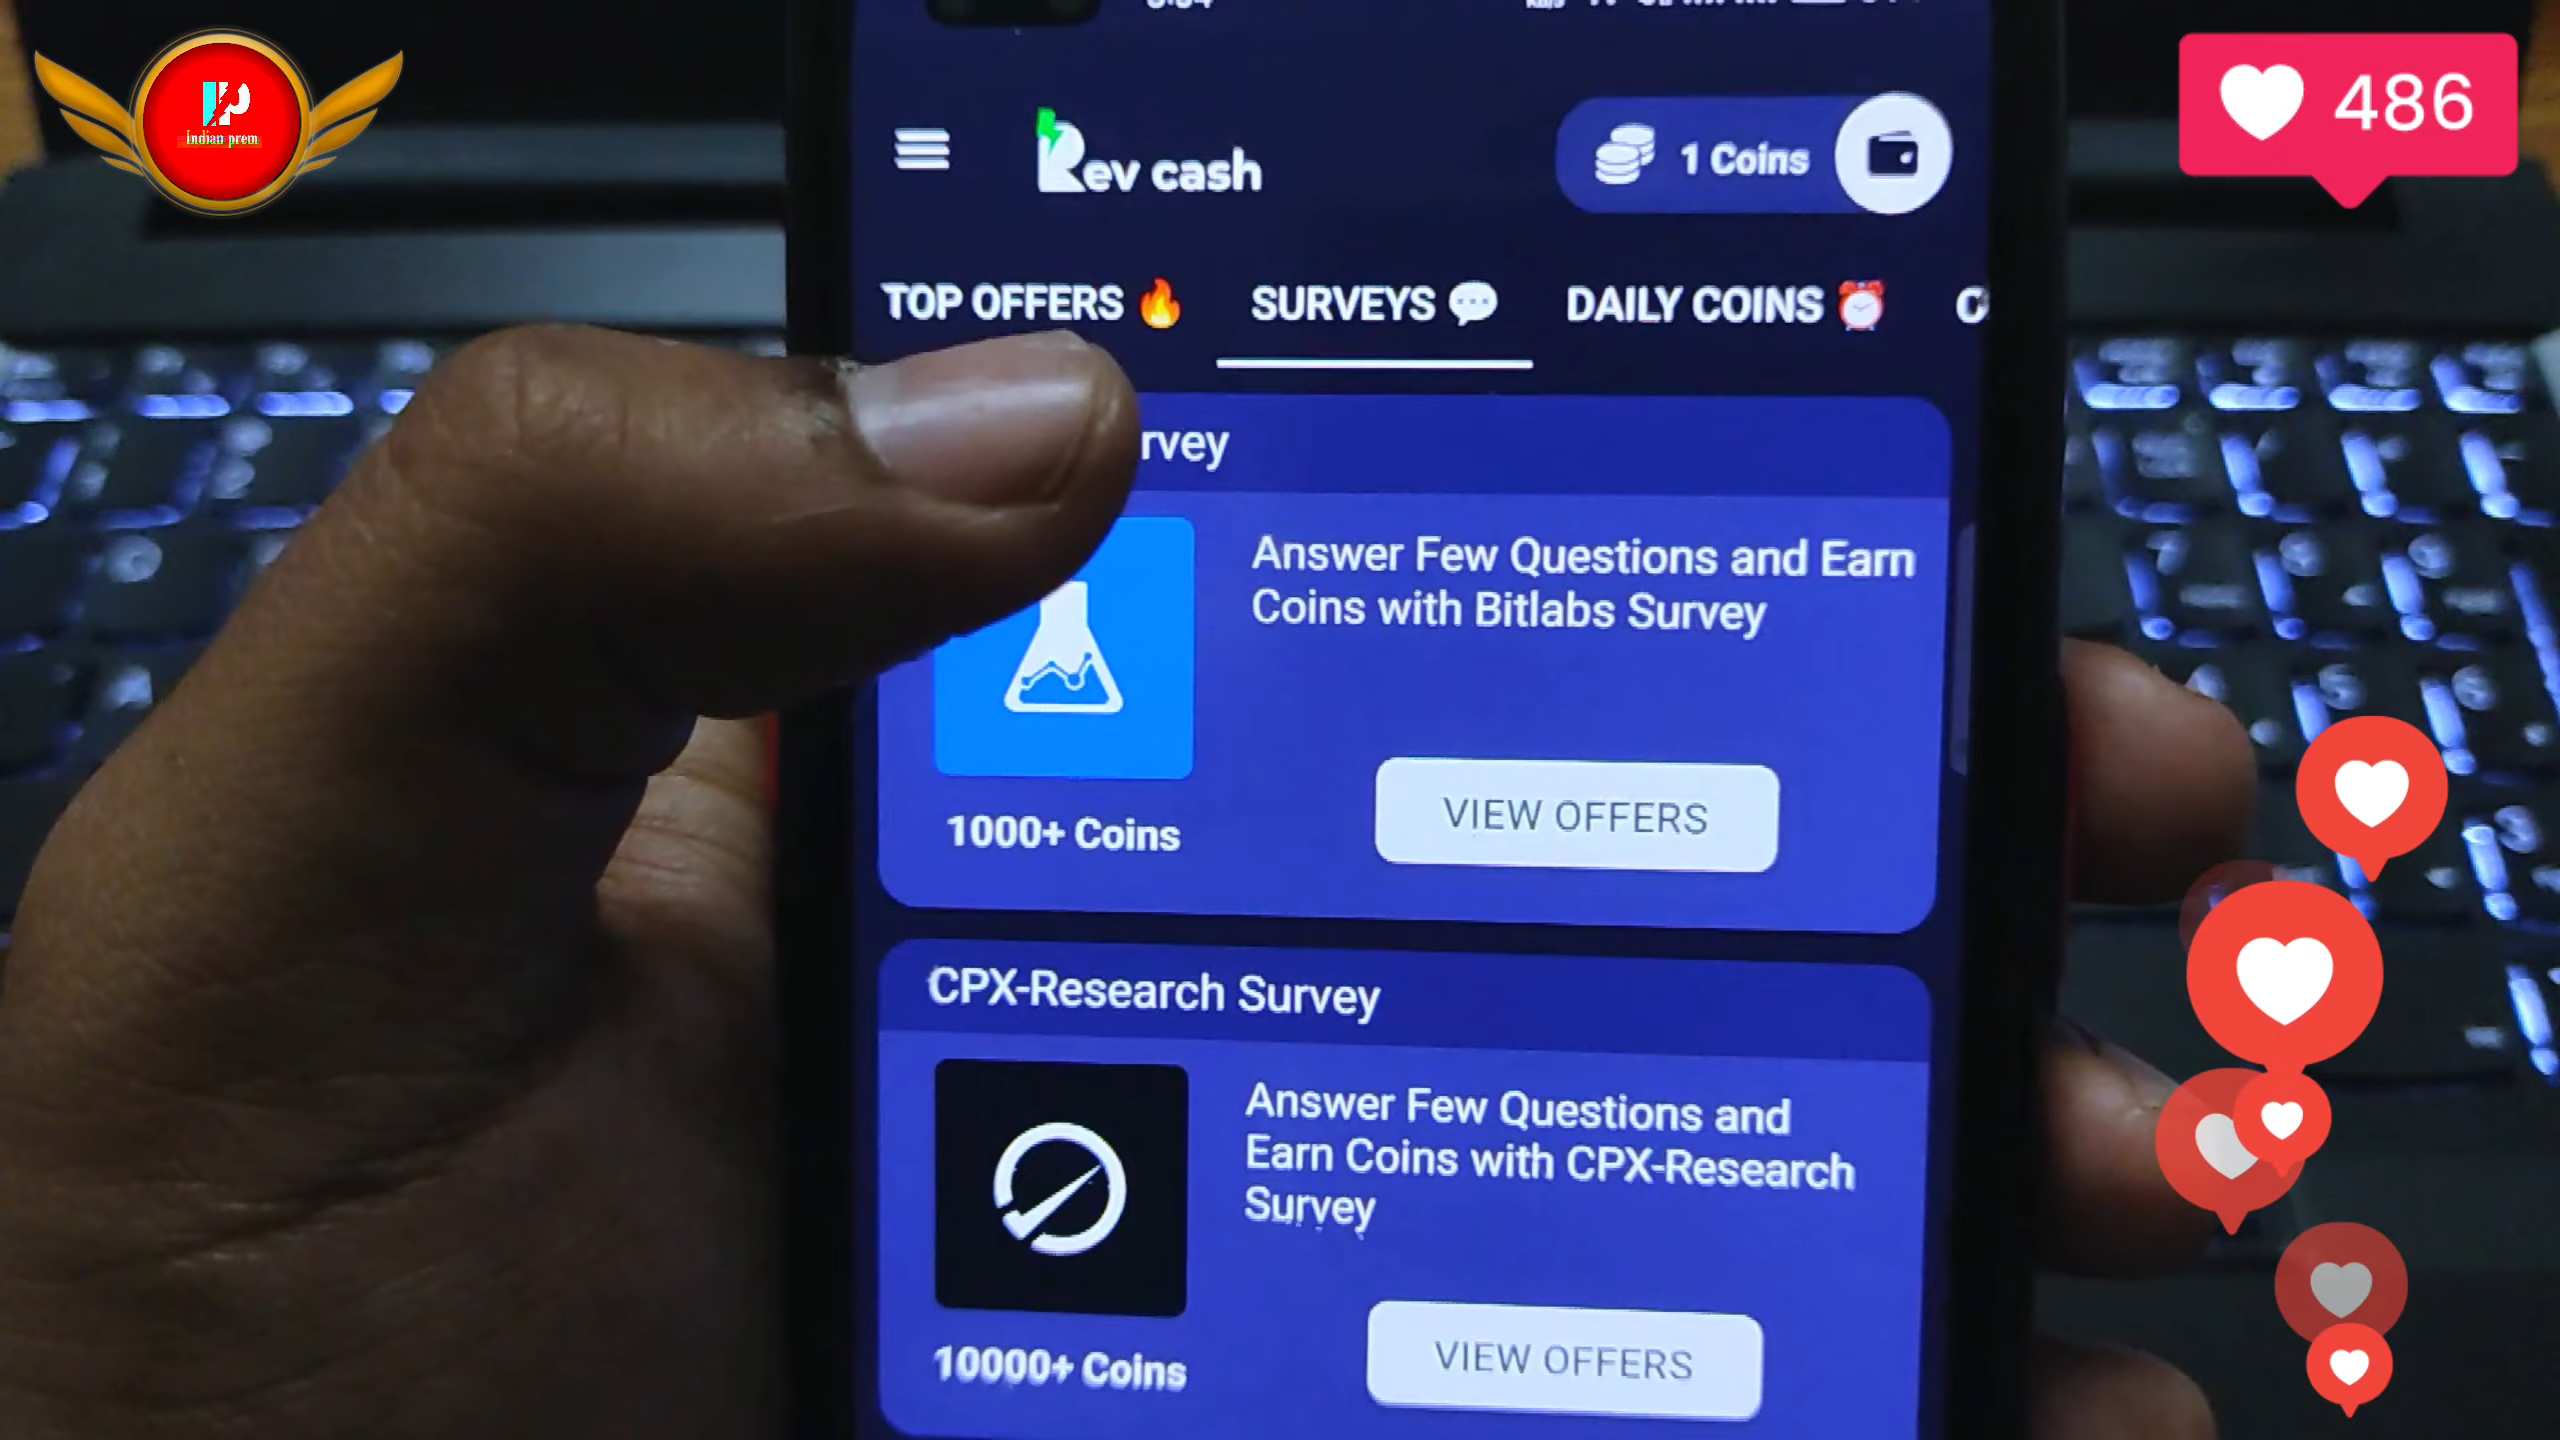 IP
Indian prem
486
Rev cash
1 Coins
TOP OFFERS 🔥
SURVEYS 💬
DAILY COINS ⏰
rvey
Answer Few Questions and Earn
Coins with Bitlabs Survey
1000+ Coins
VIEW OFFERS
CPX-Research Survey
Answer Few Questions and
Earn Coins with CPX-Research
Survey
10000+ Coins
VIEW OFFERS